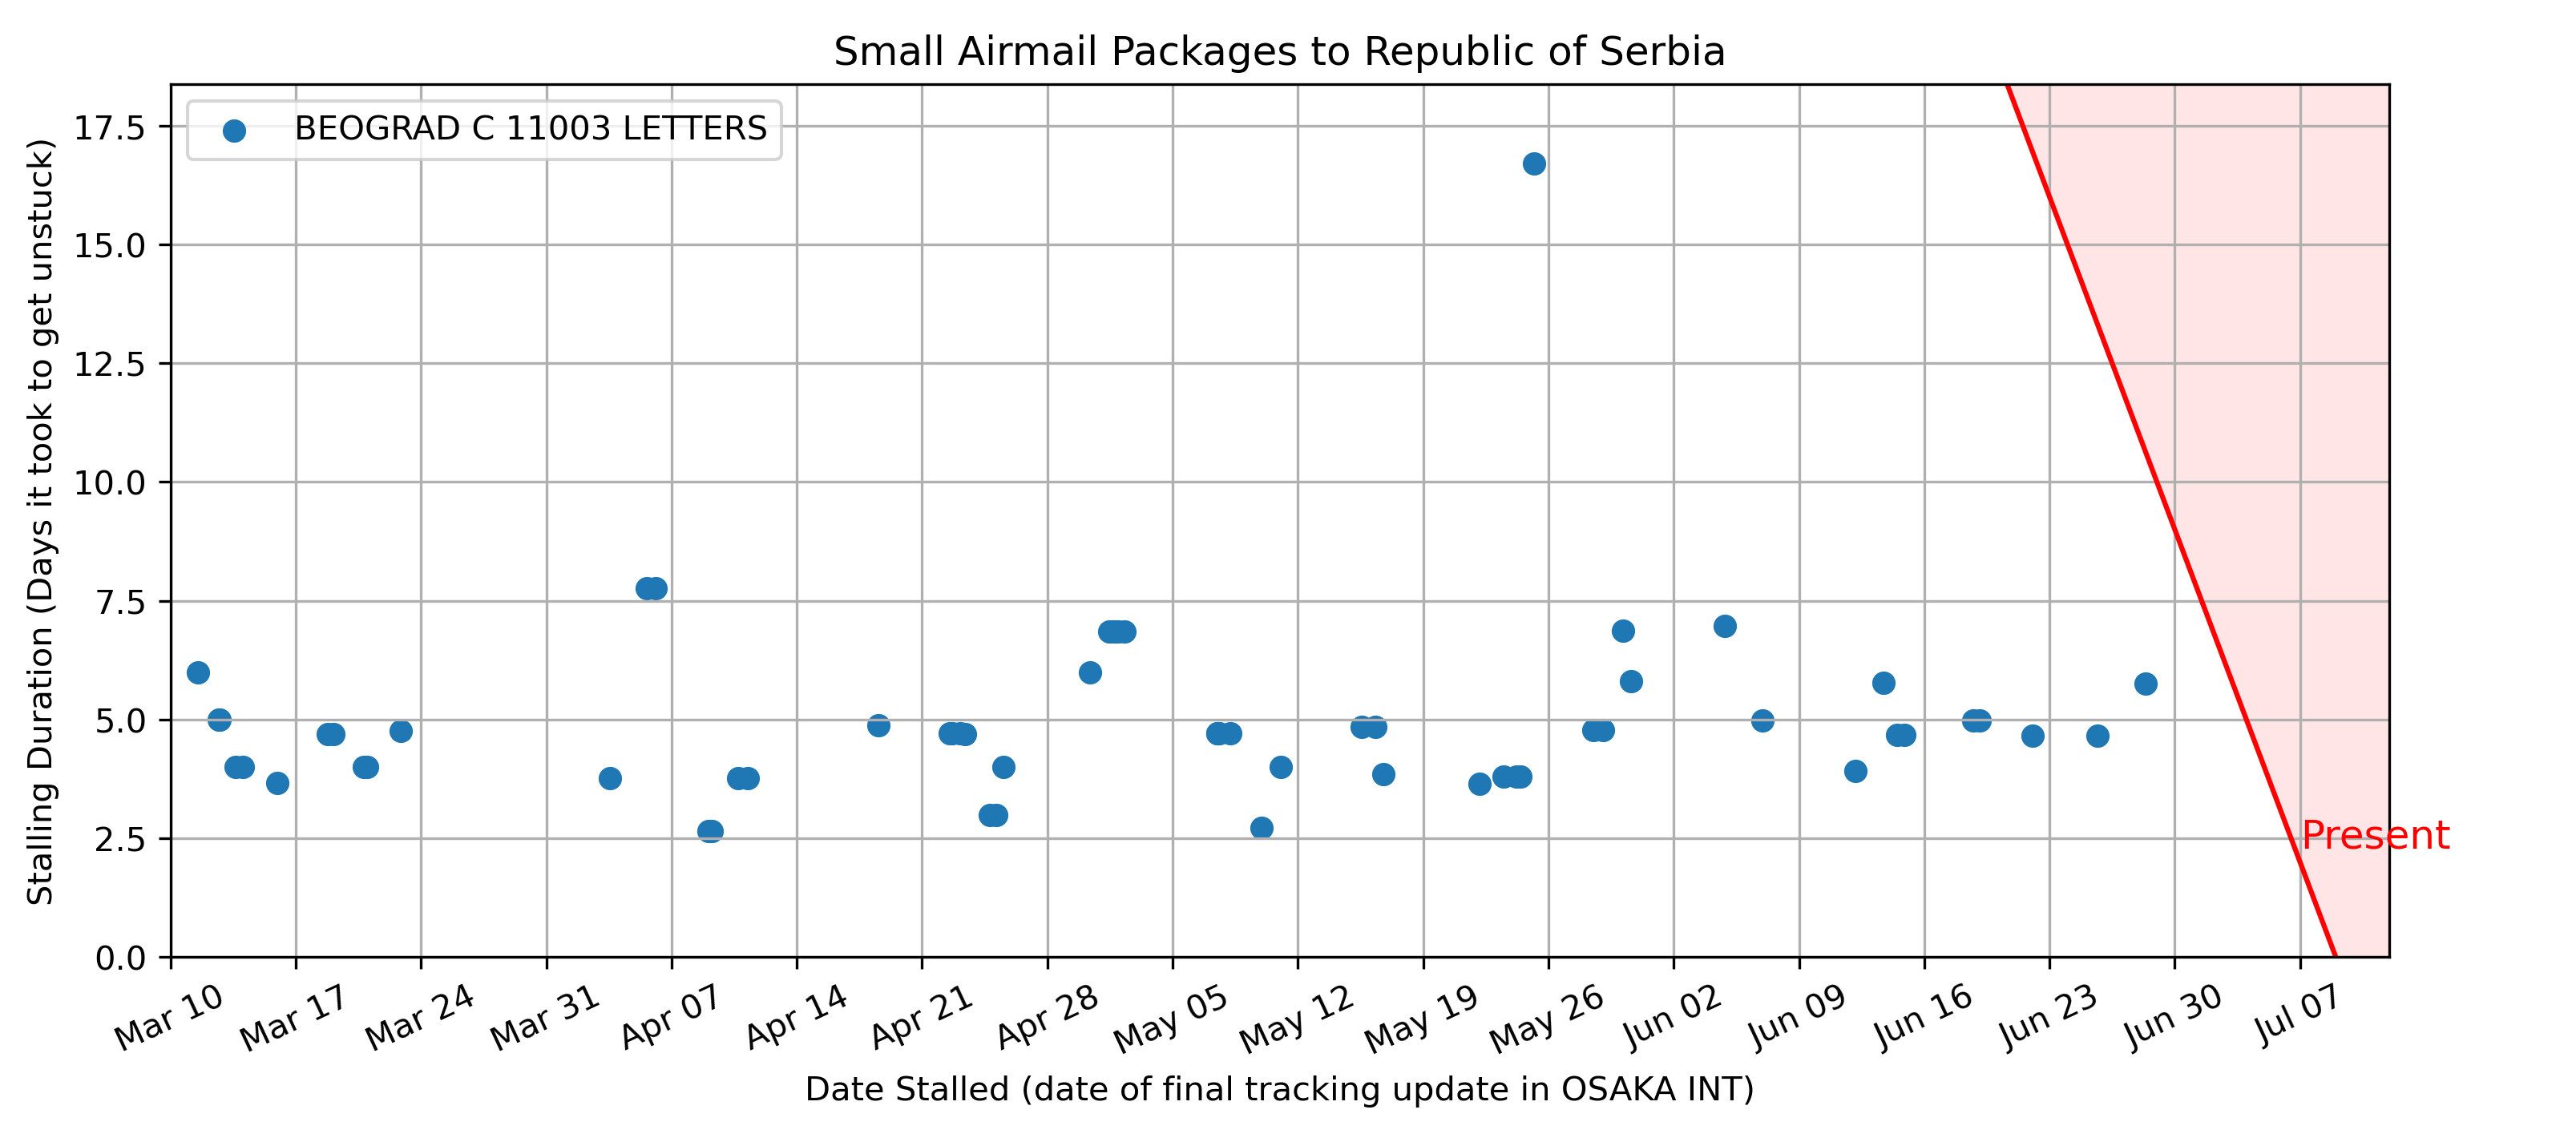 Small Airmail Packages to Republic of Serbia
BEOGRAD C 11003 LETTERS
Stalling Duration (Days it took to get unstuck)
17.5
15.0
12.5
10.0
7.5
5.0
2.5
0.0
Present
Mar 10 Mar 17 Mar 24 Mar 31 Apr 07 Apr 14 Apr 21 Apr 28 May 05 May 12 May 19 May 26 Jun 02 Jun 09 Jun 16 Jun 23 Jun 30 Jul 07
Date Stalled (date of final tracking update in OSAKA INT)